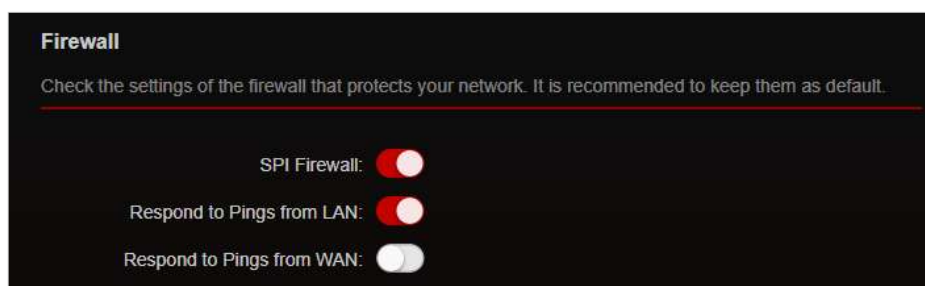 Firewall
Check the settings of the firewall that protects your network. It is recommended to keep them as default.
SPI Firewall:
Respond to Pings from LAN:
Respond to Pings from WAN: